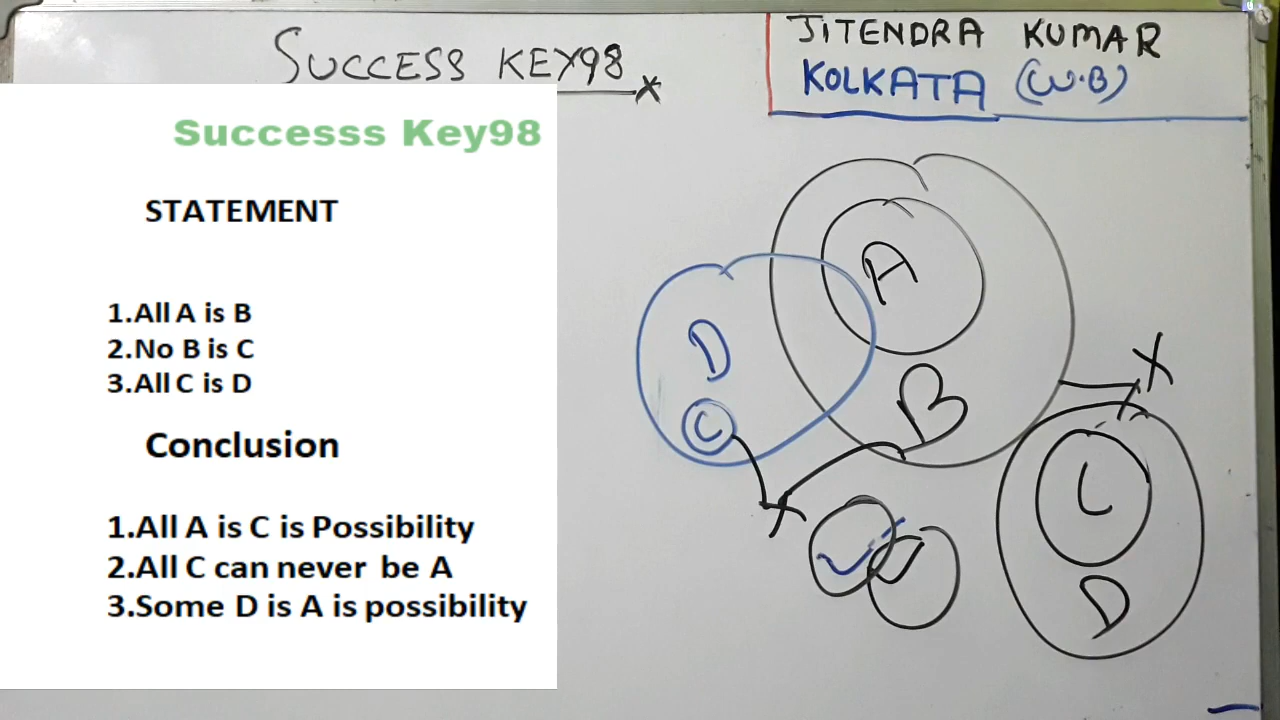 SUCCESS KEY98
JITENDRA KUMAR
KOLKATA (W.B)
Successs Key98
STATEMENT
1.All A is B
2.No B is C
3.All C is D
Conclusion
1.All A is C is Possibility
2.All C can never be A
3.Some D is A is possibility
A
D
B
C
C
D